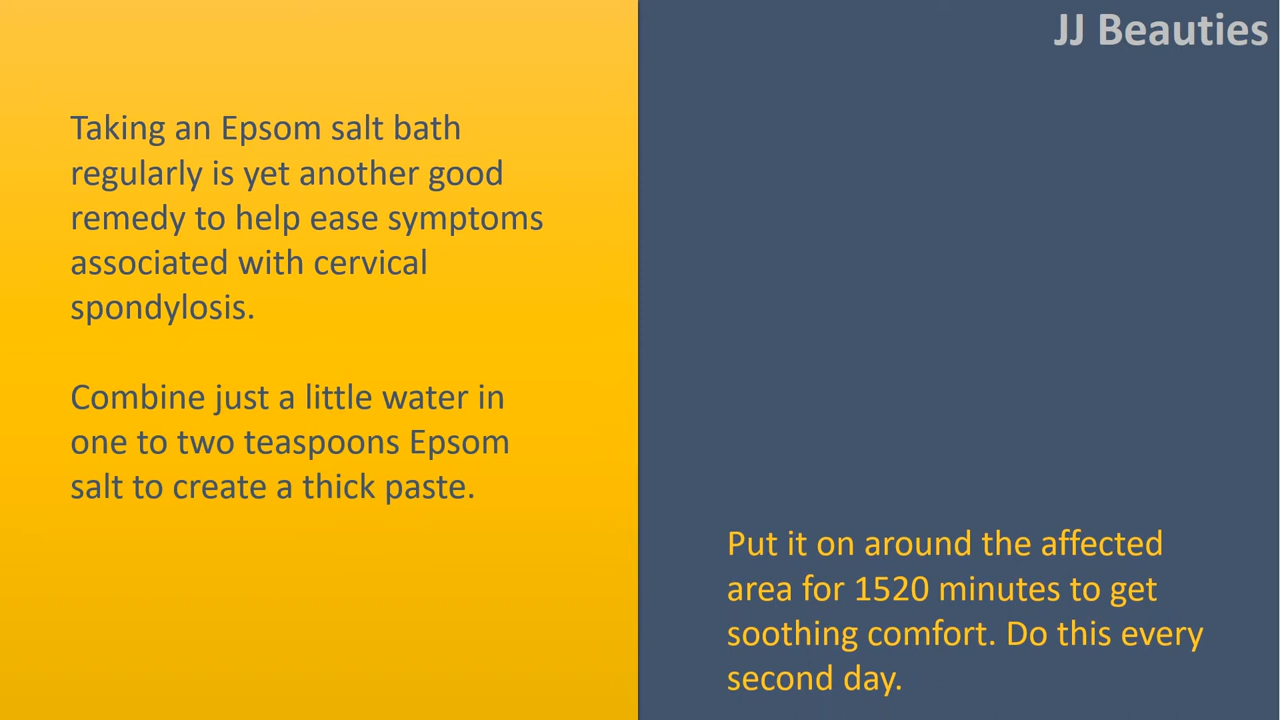 JJ Beauties
Taking an Epsom salt bath
regularly is yet another good
remedy to help ease symptoms
associated with cervical
spondylosis.
Combine just a little water in
one to two teaspoons Epsom
salt to create a thick paste.
Put it on around the affected
area for 1520 minutes to get
soothing comfort. Do this every
second day.